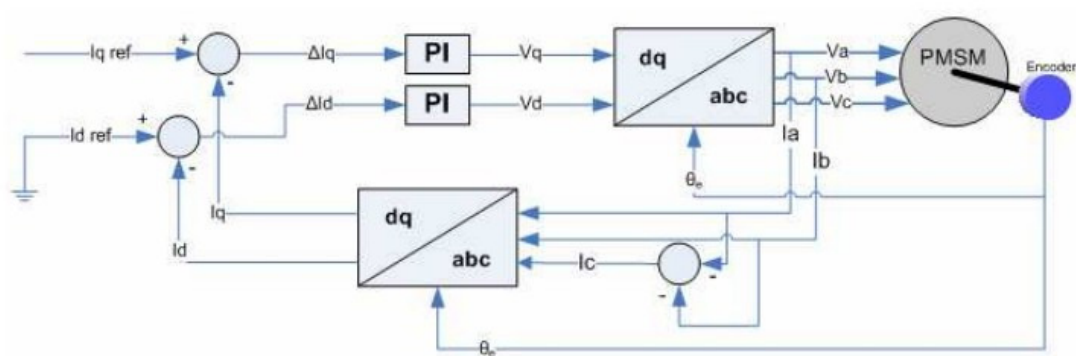 Iq ref
+
-
ΔIq
PI
Vq
dq
abc
Va
Vb
Vc
PMSM
Encoder
Id ref
+
-
ΔId
PI
Vd
Ia
Ib
θe
Iq
Id
dq
abc
Ic
-
-
θe